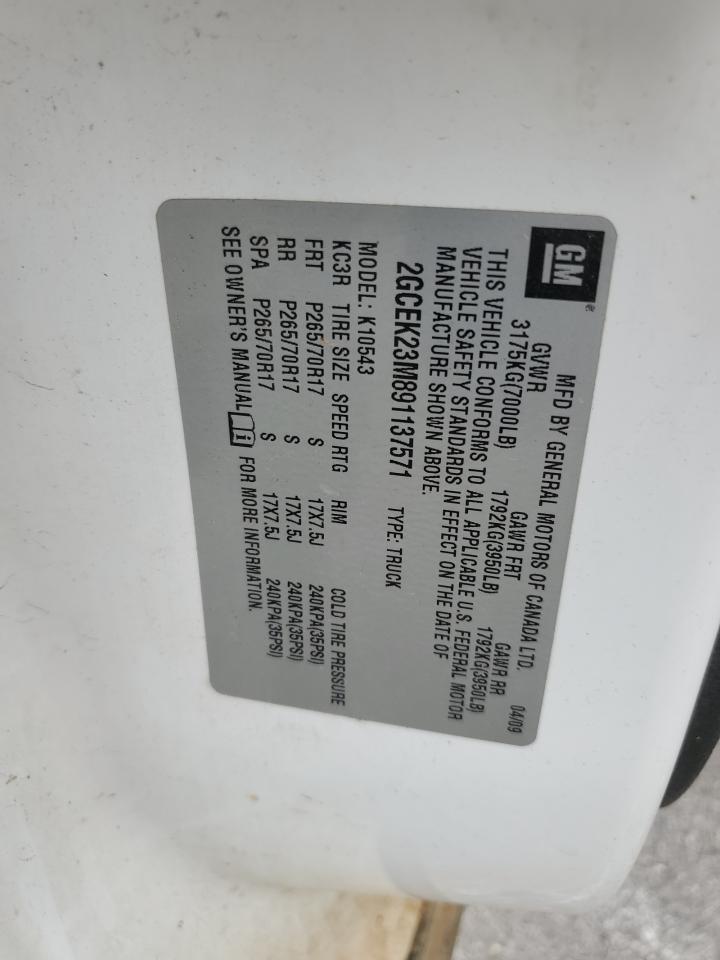 GM
MFD BY GENERAL MOTORS OF CANADA LTD.
GVWR GAWR FRT GAWR RR 04/09
3175KG(7000LB) 1792KG(3950LB) 1792KG(3950LB)
THIS VEHICLE CONFORMS TO ALL APPLICABLE U.S. FEDERAL MOTOR
VEHICLE SAFETY STANDARDS IN EFFECT ON THE DATE OF
MANUFACTURE SHOWN ABOVE.
2GCEK23M891137571 TYPE: TRUCK
MODEL: K10543
KC3R TIRE SIZE SPEED RTG RIM COLD TIRE PRESSURE
FRT P265/70R17 S 17X7.5J 240KPA(35PSI)
RR P265/70R17 S 17X7.5J 240KPA(35PSI)
SPA P265/70R17 S 17X7.5J 240KPA(35PSI)
SEE OWNER'S MANUAL FOR MORE INFORMATION.